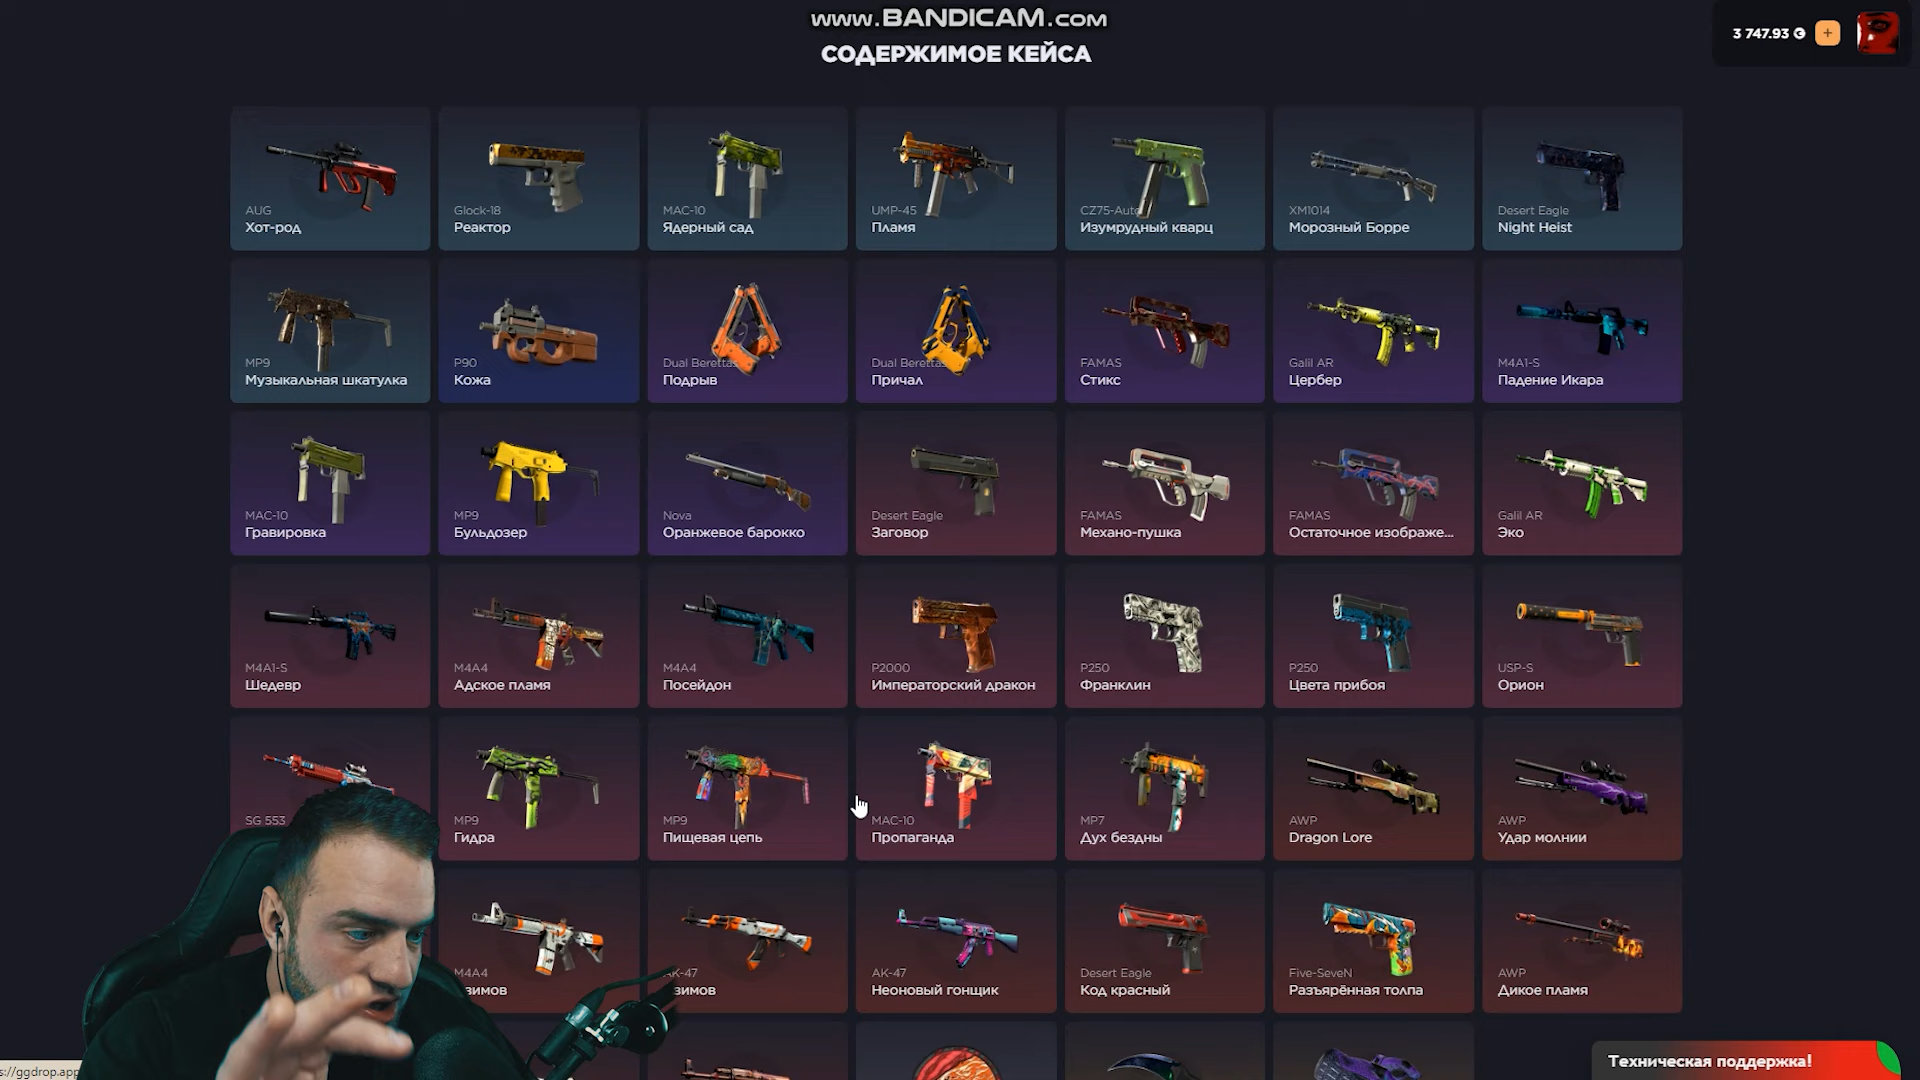 www.BANDICAM.com
СОДЕРЖИМОЕ КЕЙСА
3 747.93
AUG
Хот-род
Glock-18
Реактор
MAC-10
Ядерный сад
UMP-45
Пламя
CZ75-Auto
Изумрудный кварц
XM1014
Морозный Борре
Desert Eagle
Night Heist
MP9
Музыкальная шкатулка
P90
Кожа
Dual Berettas
Подрыв
Dual Berettas
Причал
FAMAS
Стикс
Galil AR
Цербер
M4A1-S
Падение Икара
MAC-10
Гравировка
MP9
Бульдозер
Nova
Оранжевое барокко
Desert Eagle
Заговор
FAMAS
Механо-пушка
FAMAS
Остаточное изображе...
Galil AR
Эко
M4A1-S
Шедевр
M4A4
Адское пламя
M4A4
Посейдон
P2000
Императорский дракон
P250
Франклин
P250
Цвета прибоя
USP-S
Орион
SG 553
MP9
Гидра
MP9
Пищевая цепь
MAC-10
Пропаганда
MP7
Дух бездны
AWP
Dragon Lore
AWP
Удар молнии
M4A4
зимов
K-47
зимов
AK-47
Неоновый гонщик
Desert Eagle
Код красный
Five-SeveN
Разъярённая толпа
AWP
Дикое пламя
s://ggdrop.app
Техническая поддержка!